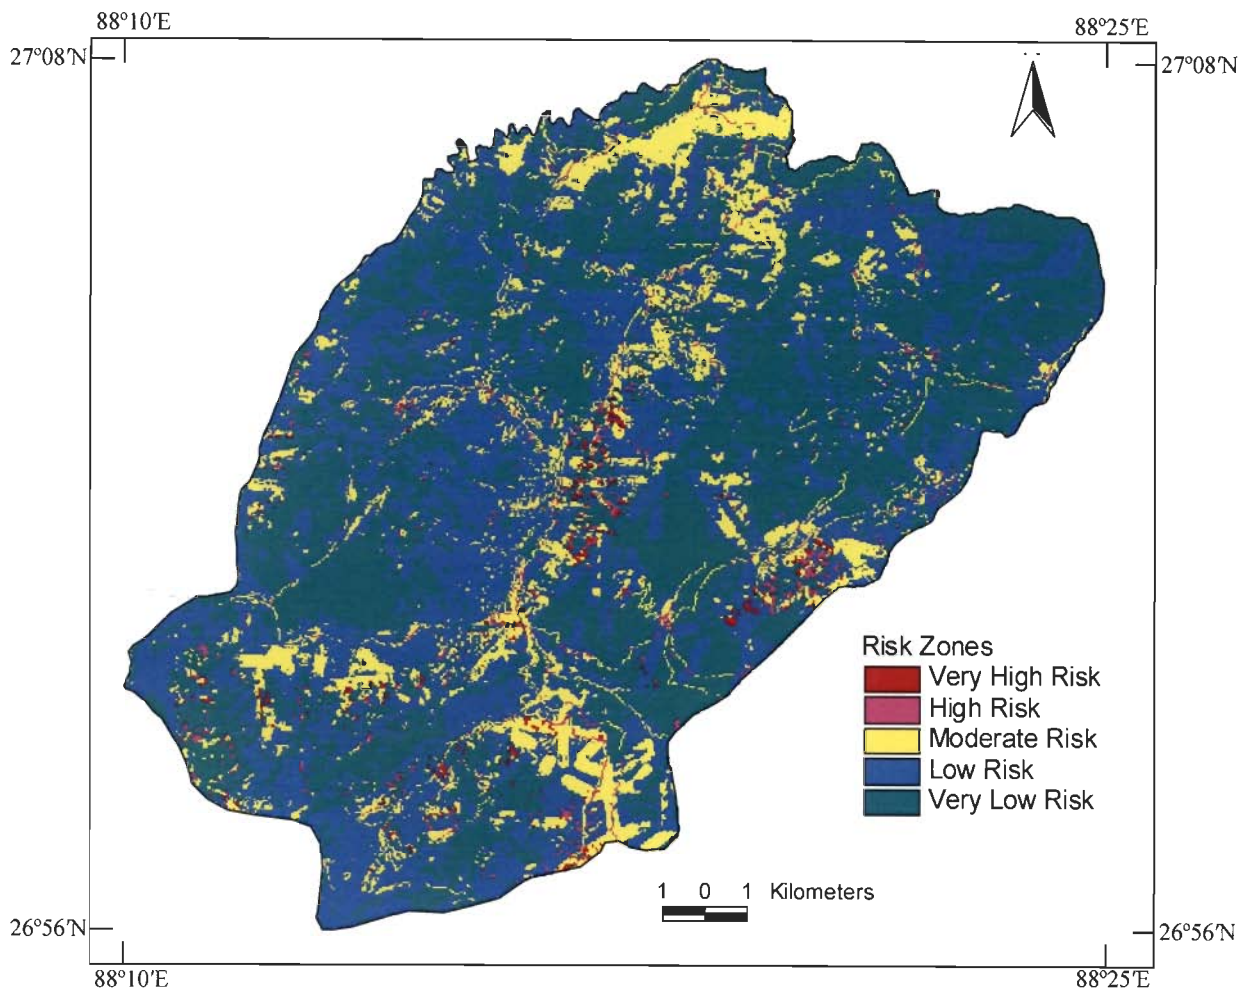 88°10′E
88°25′E
27°08′N
27°08′N
Risk Zones
Very High Risk
High Risk
Moderate Risk
Low Risk
Very Low Risk
1 0 1 Kilometers
26°56′N
26°56′N
88°10′E
88°25′E